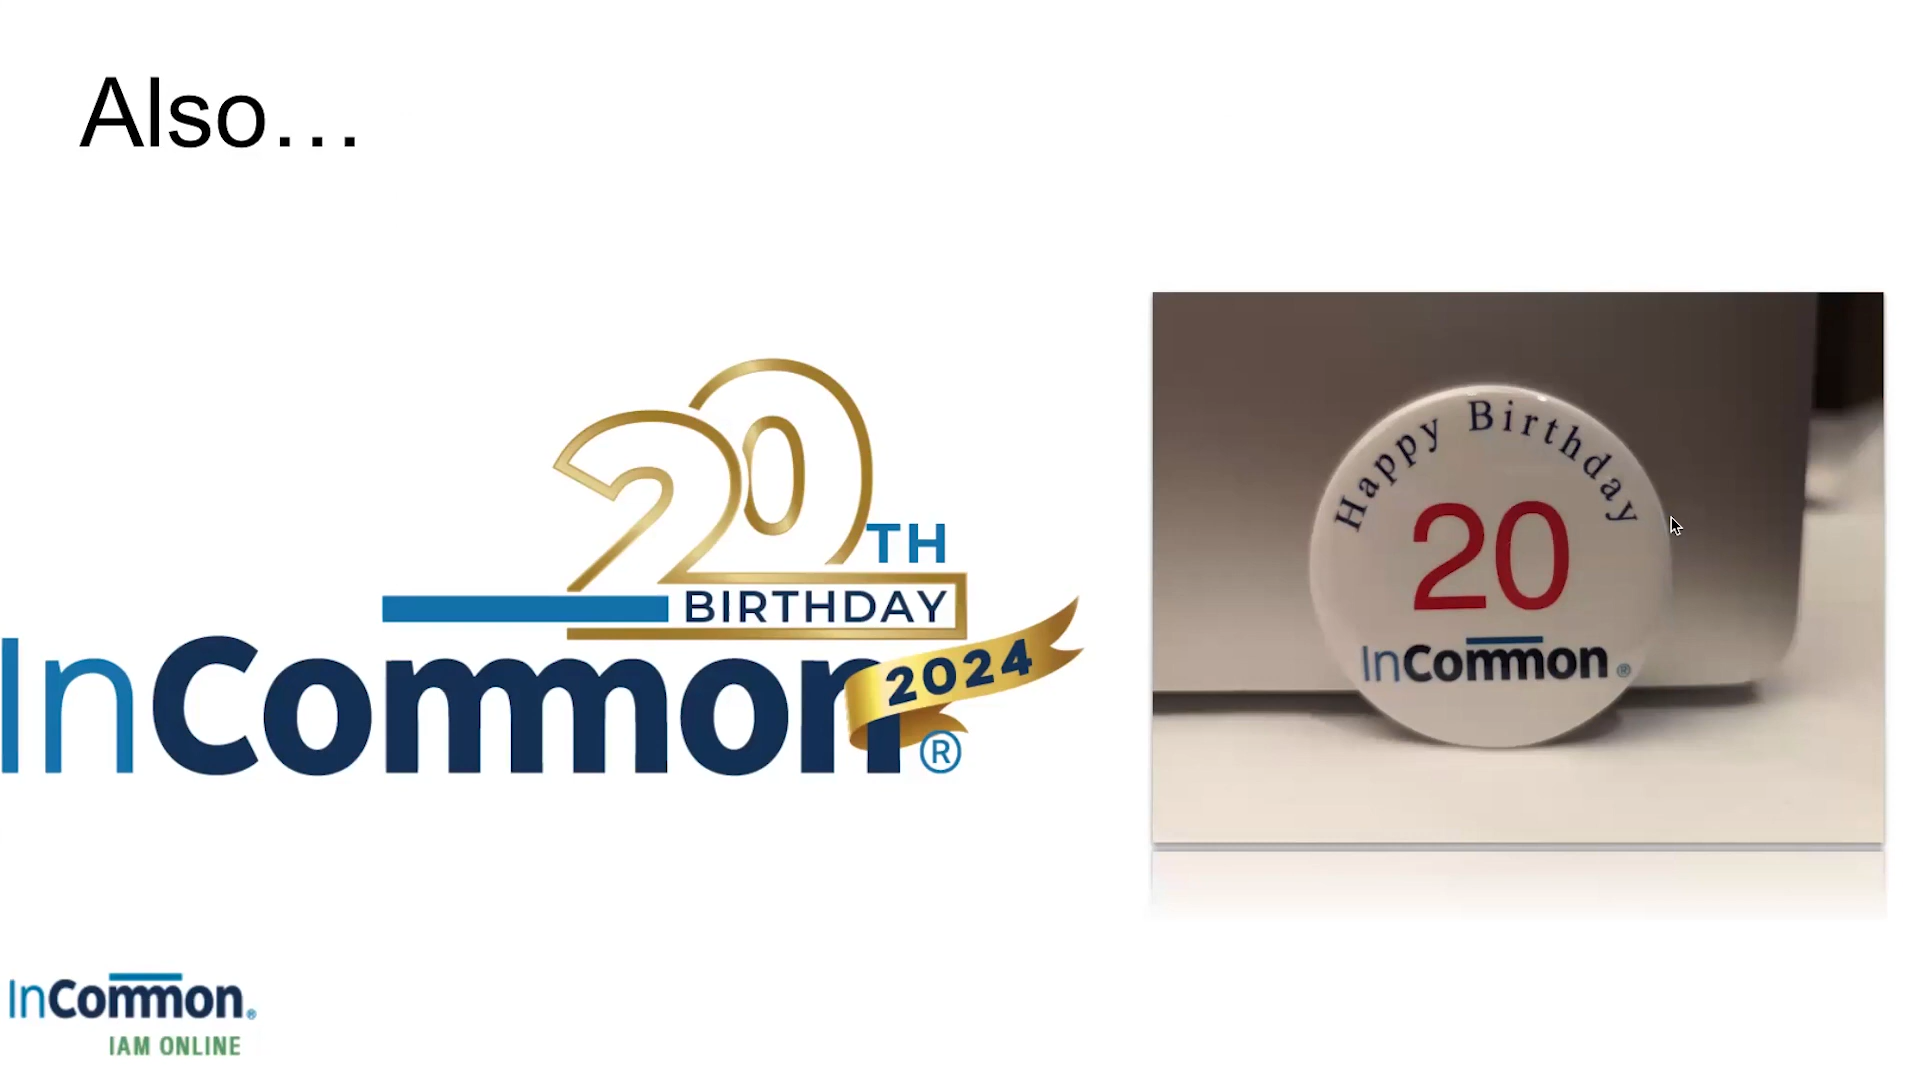 Also…
20
TH
BIRTHDAY
InCommon®
2024
Happy Birthday
20
InCommon®
InCommon®
IAM ONLINE